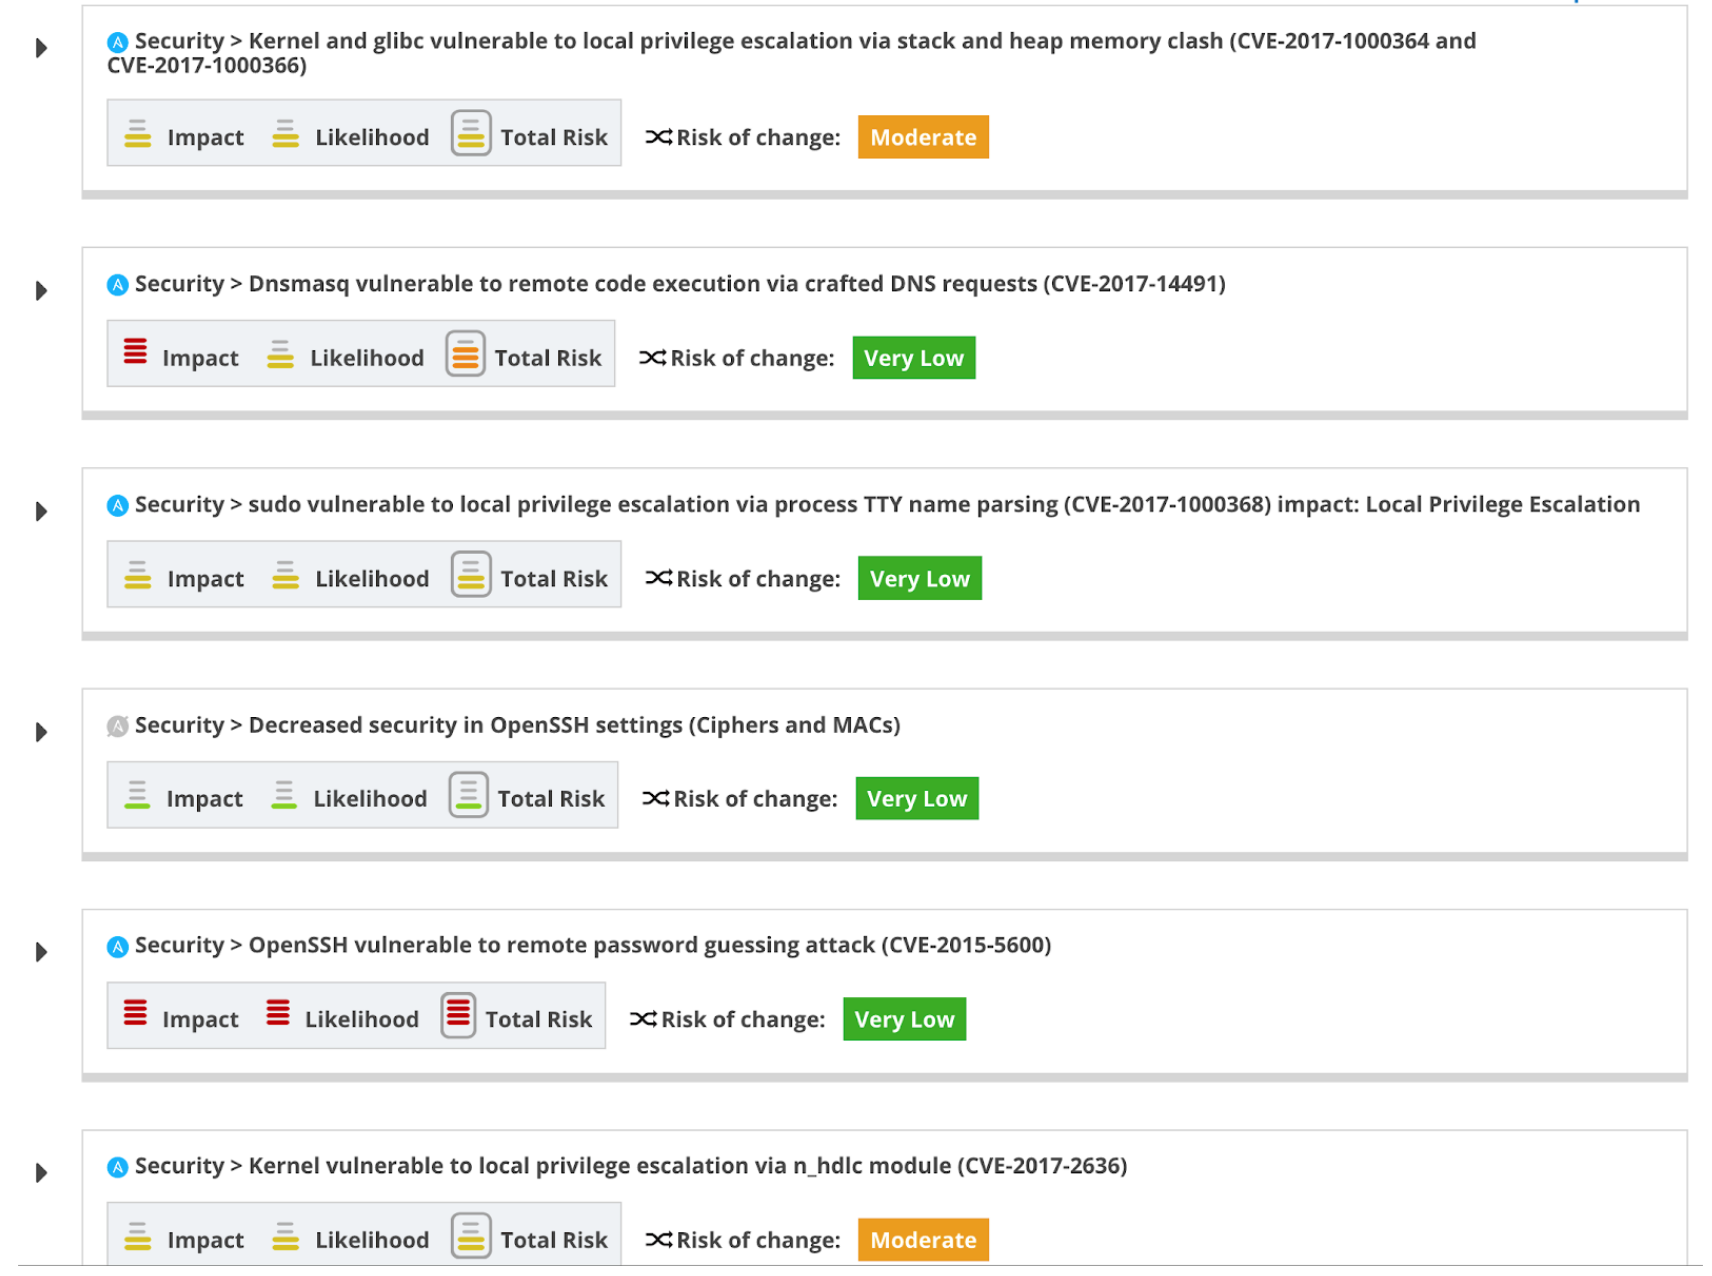 Security > Kernel and glibc vulnerable to local privilege escalation via stack and heap memory clash (CVE-2017-1000364 and
CVE-2017-1000366)
Impact Likelihood Total Risk Risk of change: Moderate
Security > Dnsmasq vulnerable to remote code execution via crafted DNS requests (CVE-2017-14491)
Impact Likelihood Total Risk Risk of change: Very Low
Security > sudo vulnerable to local privilege escalation via process TTY name parsing (CVE-2017-1000368) impact: Local Privilege Escalation
Impact Likelihood Total Risk Risk of change: Very Low
Security > Decreased security in OpenSSH settings (Ciphers and MACs)
Impact Likelihood Total Risk Risk of change: Very Low
Security > OpenSSH vulnerable to remote password guessing attack (CVE-2015-5600)
Impact Likelihood Total Risk Risk of change: Very Low
Security > Kernel vulnerable to local privilege escalation via n_hdlc module (CVE-2017-2636)
Impact Likelihood Total Risk Risk of change: Moderate